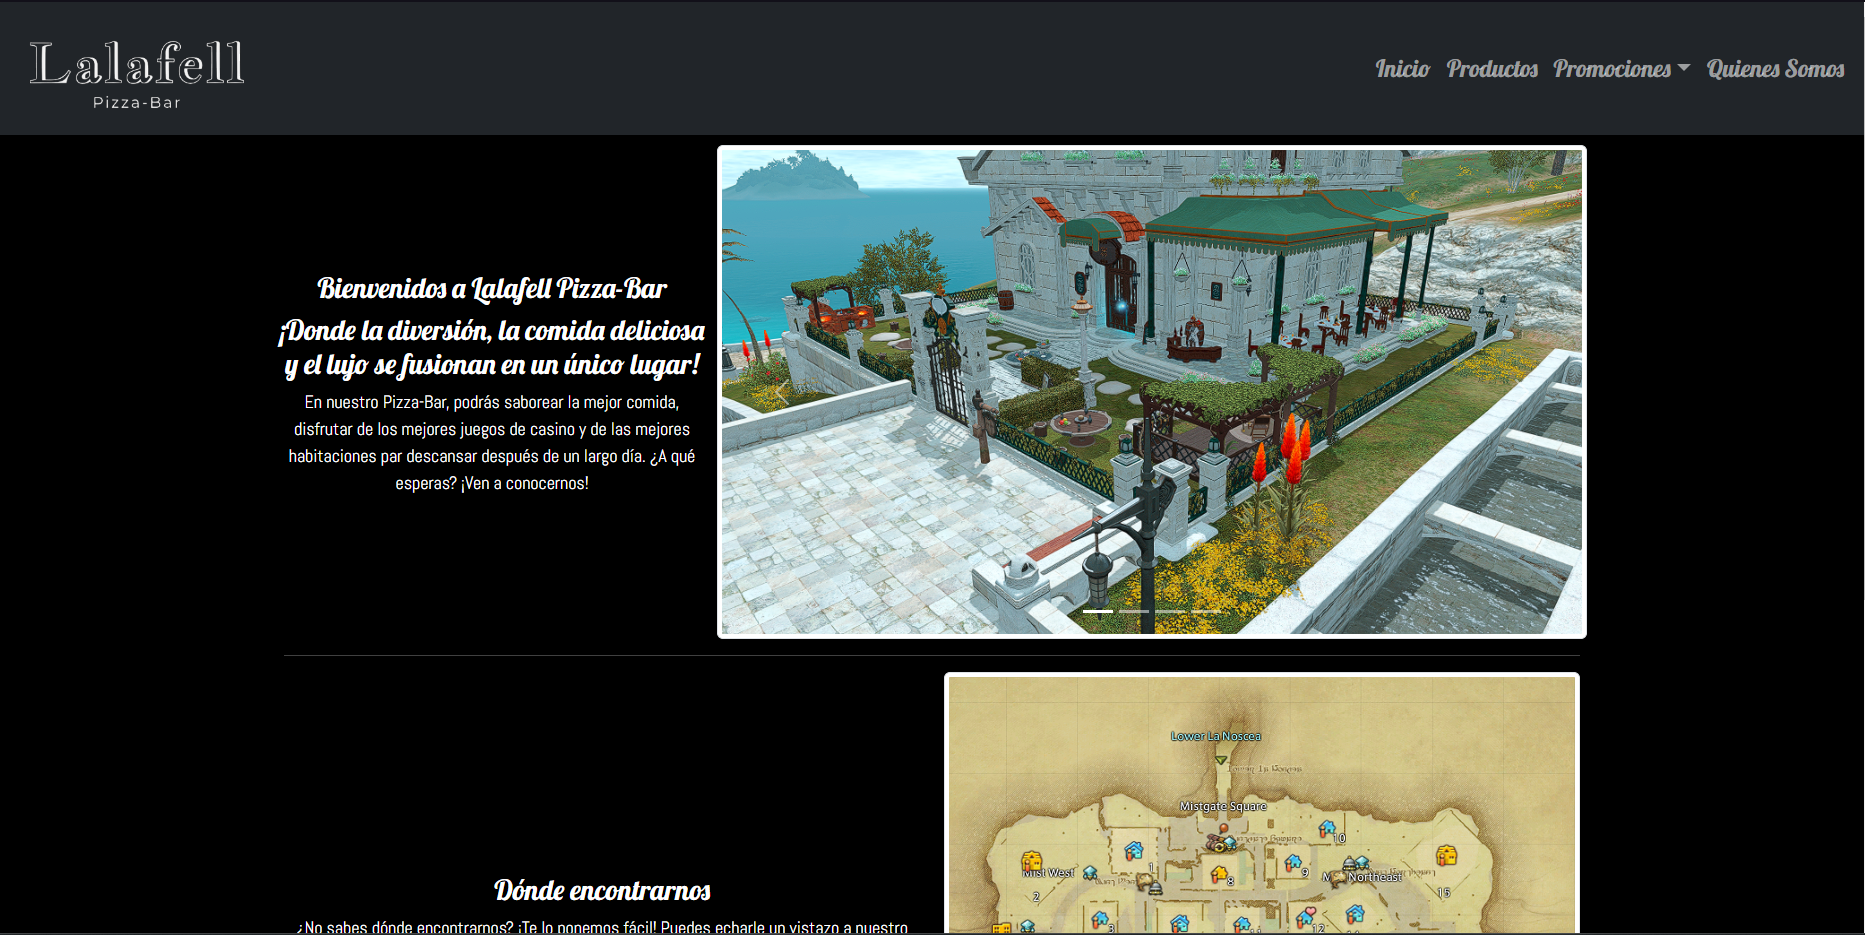 Lalafell
Pizza-Bar
Inicio Productos Promociones Quienes Somos
Bienvenidos a Lalafell Pizza-Bar
¡Donde la diversión, la comida deliciosa
y el lujo se fusionan en un único lugar!
En nuestro Pizza-Bar, podrás saborear la mejor comida,
disfrutar de los mejores juegos de casino y de las mejores
habitaciones par descansar después de un largo día. ¿A qué
esperas? ¡Ven a conocernos!
Dónde encontrarnos
¿No sabes dónde encontrarnos? ¡Te lo ponemos fácil! Puedes echarle un vistazo a nuestro
Lower La Noscea
Mistgate Square
10
1
Mist West
9
Northeast
8
2
15
3
12